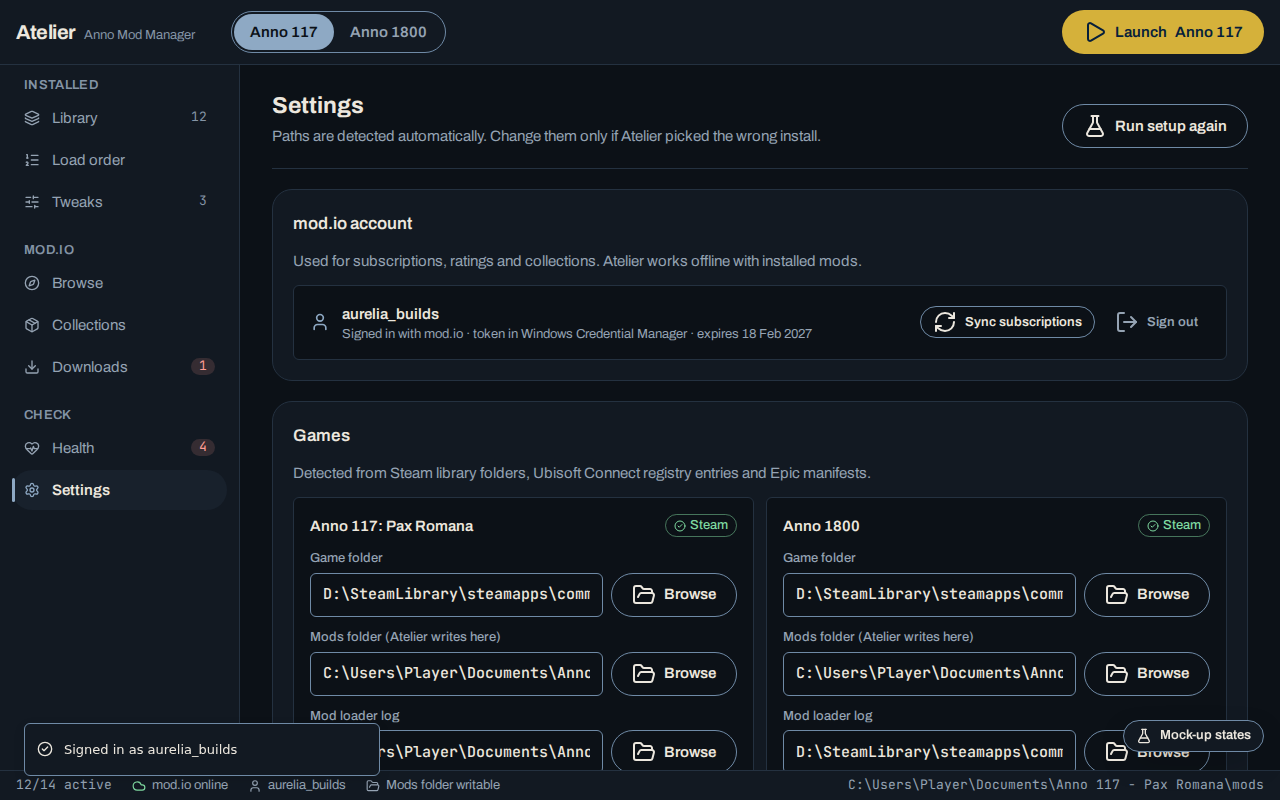 Atelier Anno Mod Manager
Anno 117
Anno 1800
Launch Anno 117
INSTALLED
Library 12
Load order
Tweaks 3
MOD.IO
Browse
Collections
Downloads 1
CHECK
Health 4
Settings
Settings
Paths are detected automatically. Change them only if Atelier picked the wrong install.
Run setup again
mod.io account
Used for subscriptions, ratings and collections. Atelier works offline with installed mods.
aurelia_builds
Signed in with mod.io · token in Windows Credential Manager · expires 18 Feb 2027
Sync subscriptions
Sign out
Games
Detected from Steam library folders, Ubisoft Connect registry entries and Epic manifests.
Anno 117: Pax Romana
Steam
Game folder
D:\SteamLibrary\steamapps\comm
Browse
Mods folder (Atelier writes here)
C:\Users\Player\Documents\Anno
Browse
Mod loader log
rs\Player\Documents\Anno
Browse
Anno 1800
Steam
Game folder
D:\SteamLibrary\steamapps\comm
Browse
Mods folder (Atelier writes here)
C:\Users\Player\Documents\Anno
Browse
Mod loader log
D:\SteamLibrary\steamapps\comm
Browse
Mock-up states
Signed in as aurelia_builds
12/14 active
mod.io online
aurelia_builds
Mods folder writable
C:\Users\Player\Documents\Anno 117 - Pax Romana\mods